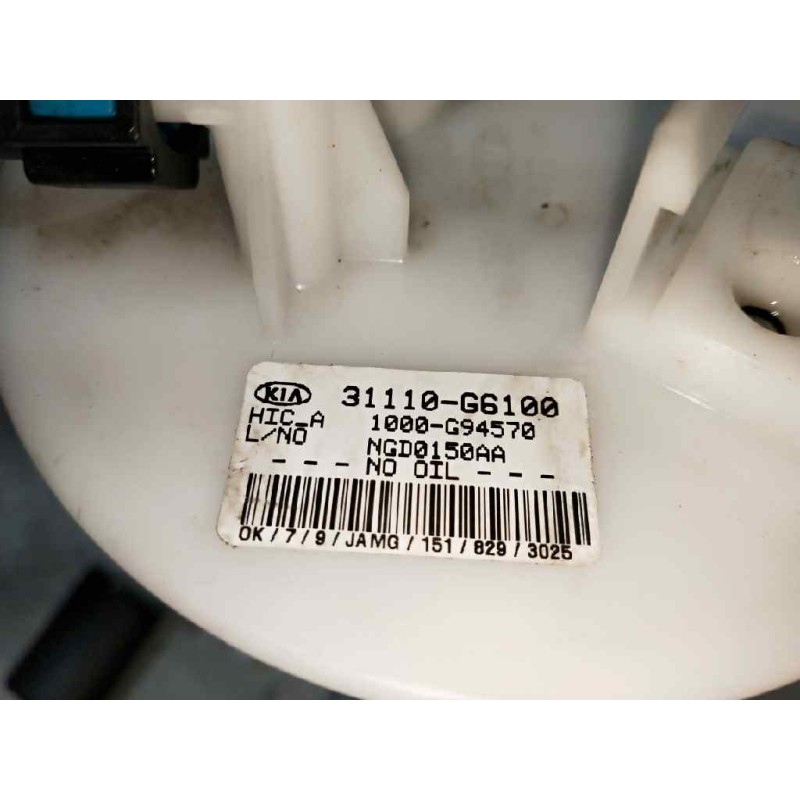 KIA 31110-G6100
HIC_A 1000-G94570
L/NO NGD0150AA
- - - - NO OIL - - - -
OK/7/9/JAMG/151/829/3025